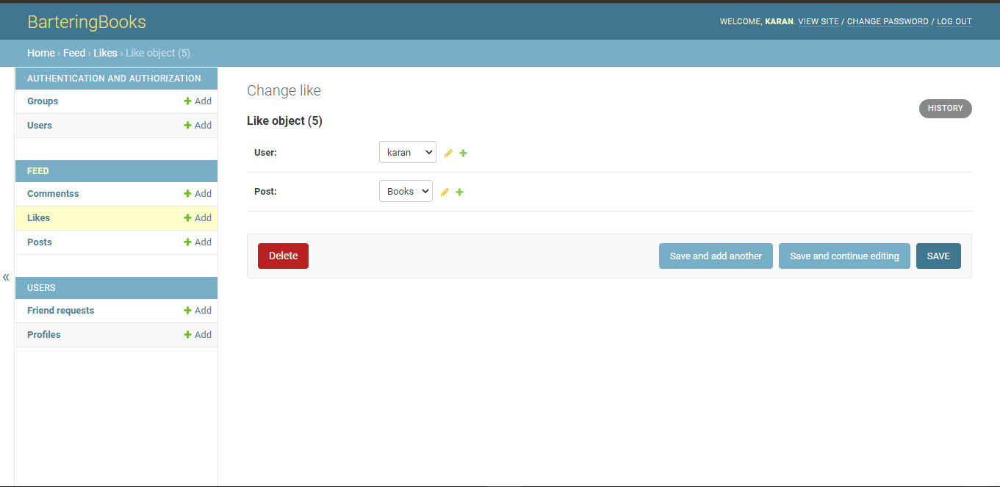 BarteringBooks
WELCOME, KARAN. VIEW SITE / CHANGE PASSWORD / LOG OUT
Home › Feed › Likes › Like object (5)
AUTHENTICATION AND AUTHORIZATION
Groups + Add
Users + Add
FEED
Commentss + Add
Likes + Add
Posts + Add
«
USERS
Friend requests + Add
Profiles + Add
Change like
HISTORY
Like object (5)
User: karan
Post: Books
Delete Save and add another Save and continue editing SAVE